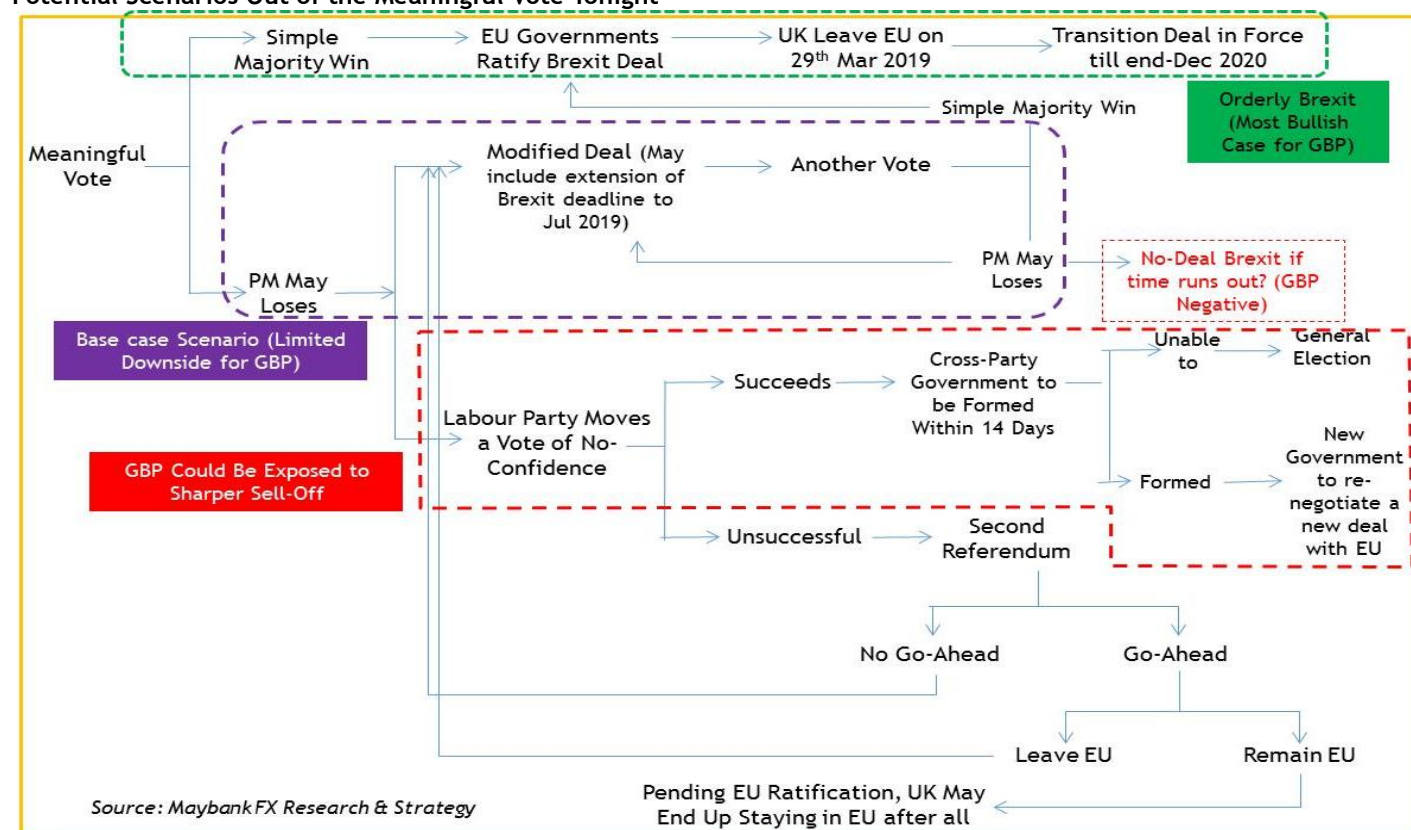 Potential Scenarios Out of the Meaningful Vote Tonight
Simple
Majority Win
EU Governments
Ratify Brexit Deal
UK Leave EU on
29th Mar 2019
Transition Deal in Force
till end-Dec 2020
Simple Majority Win
Orderly Brexit
(Most Bullish
Case for GBP)
Meaningful
Vote
Modified Deal (May
include extension of
Brexit deadline to
Jul 2019)
Another Vote
PM May
Loses
PM May
Loses
No-Deal Brexit if
time runs out? (GBP
Negative)
Base case Scenario (Limited
Downside for GBP)
Labour Party Moves
a Vote of No-
Confidence
Succeeds
Cross-Party
Government to
be Formed
Within 14 Days
Unable
to
General
Election
Formed
New
Government
to re-
negotiate a
new deal
with EU
GBP Could Be Exposed to
Sharper Sell-Off
Unsuccessful
Second
Referendum
No Go-Ahead
Go-Ahead
Leave EU
Remain EU
Pending EU Ratification, UK May
End Up Staying in EU after all
Source: Maybank FX Research & Strategy